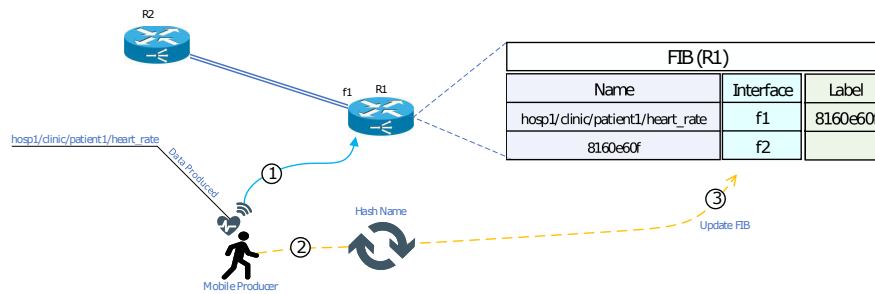 R2
f1
R1
FIB (R1)
Name
Interface
Label
hosp1/clinic/patient1/heart_rate
f1
8160e60f
8160e60f
f2
hosp1/clinic/patient1/heart_rate
Data Produced
1
Hash Name
2
3
Update FIB
Mobile Producer